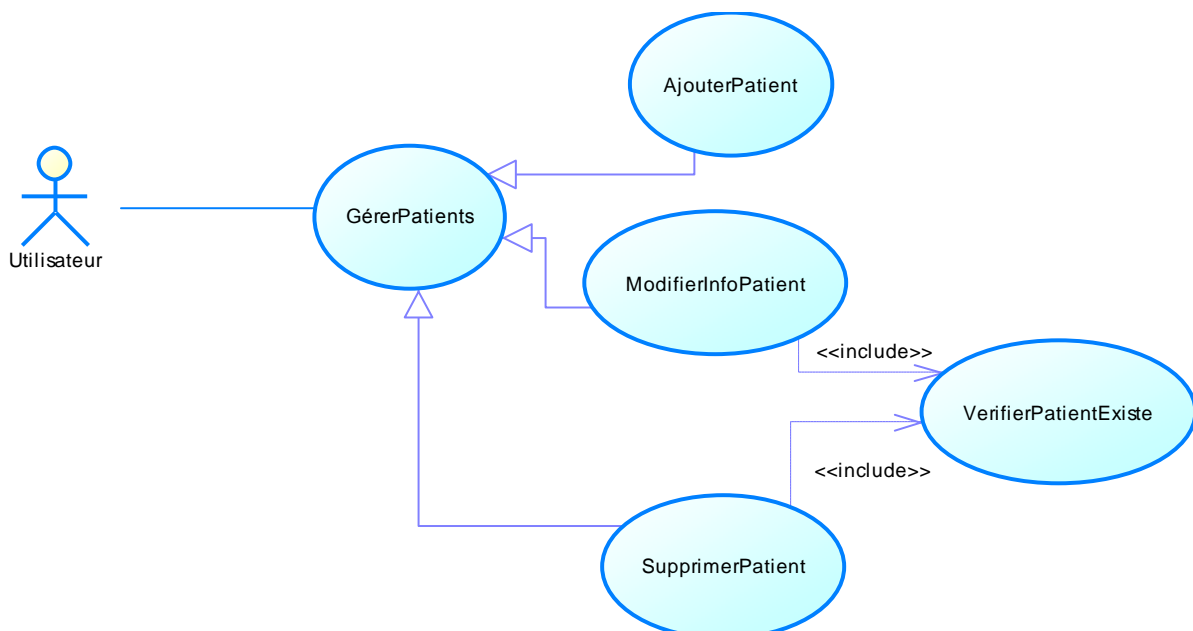 AjouterPatient
GérerPatients
Utilisateur
ModifierInfoPatient
<<include>>
VerifierPatientExiste
<<include>>
SupprimerPatient